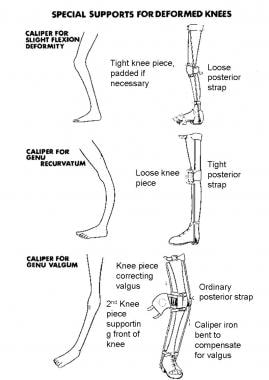 SPECIAL SUPPORTS FOR DEFORMED KNEES
CALIPER FOR
SLIGHT FLEXION
DEFORMITY
Tight knee piece,
padded if
necessary
Loose
posterior
strap
CALIPER FOR
GENU
RECURVATUM
Loose knee
piece
Tight
posterior
strap
CALIPER FOR
GENU VALGUM
Knee piece
correcting
valgus
2nd Knee
piece
supportin
g front of
knee
Ordinary
posterior strap
Caliper iron
bent to
compensate
for valgus